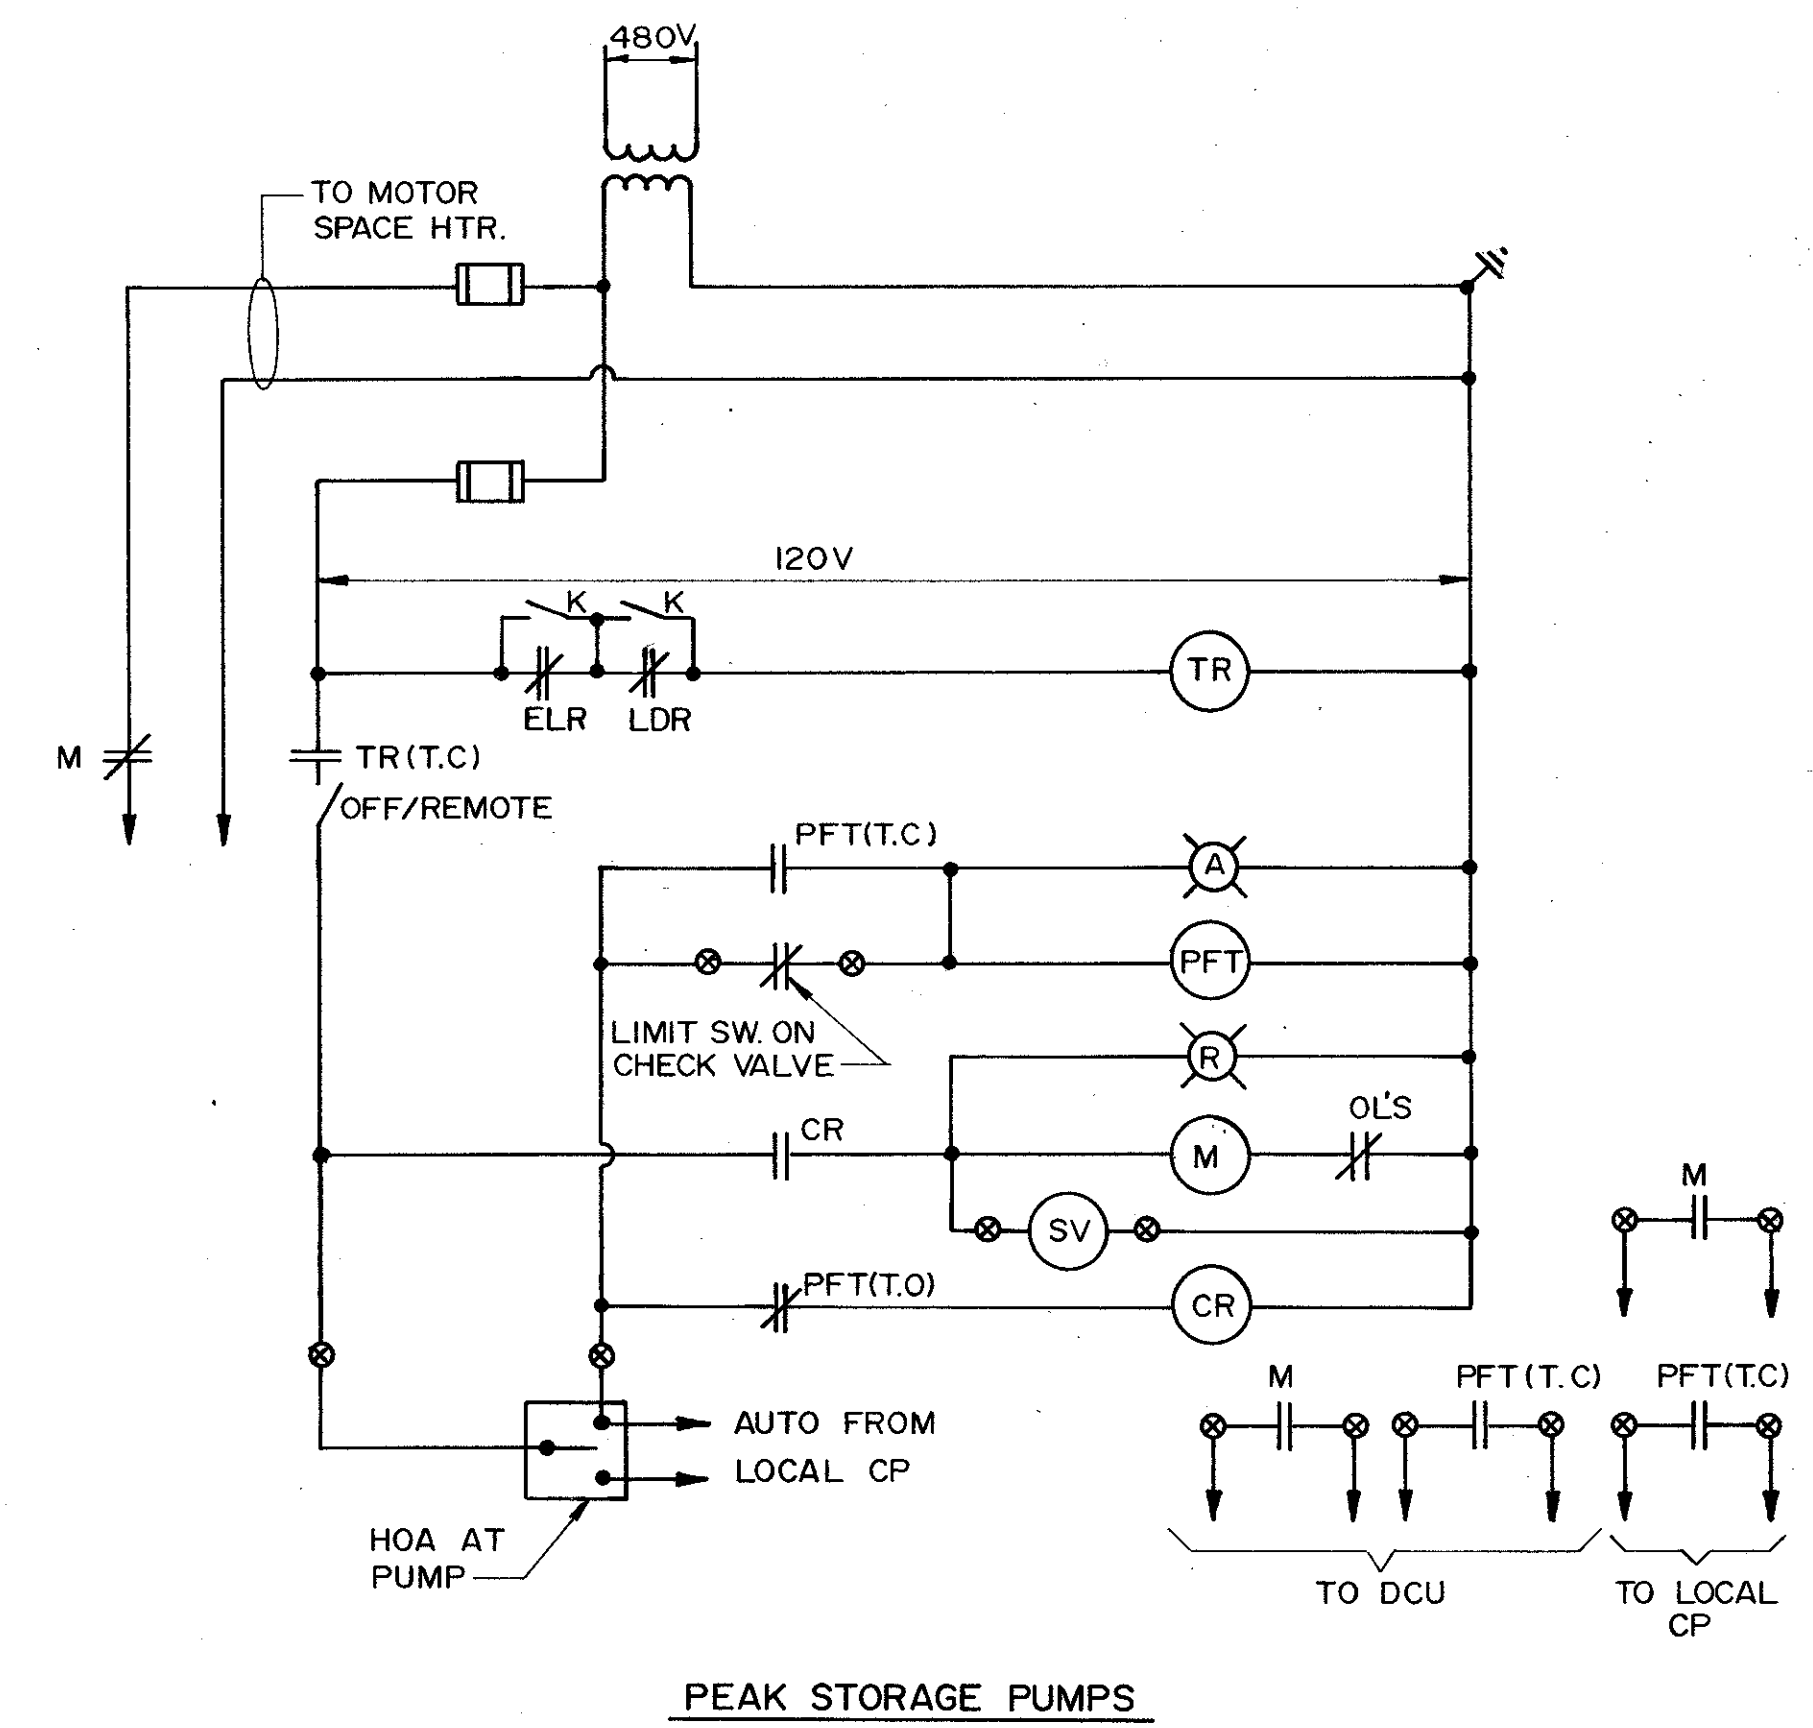 480V
TO MOTOR
SPACE HTR.
120V
K K
ELR LDR
TR
M
TR(T.C)
OFF/REMOTE
PFT(T.C)
A
PFT
LIMIT SW. ON
CHECK VALVE
R
CR
M
OL'S
SV
PFT(T.O)
CR
M
M
PFT(T.C)
PFT(T.C)
AUTO FROM
LOCAL CP
HOA AT
PUMP
TO DCU
TO LOCAL
CP
PEAK STORAGE PUMPS